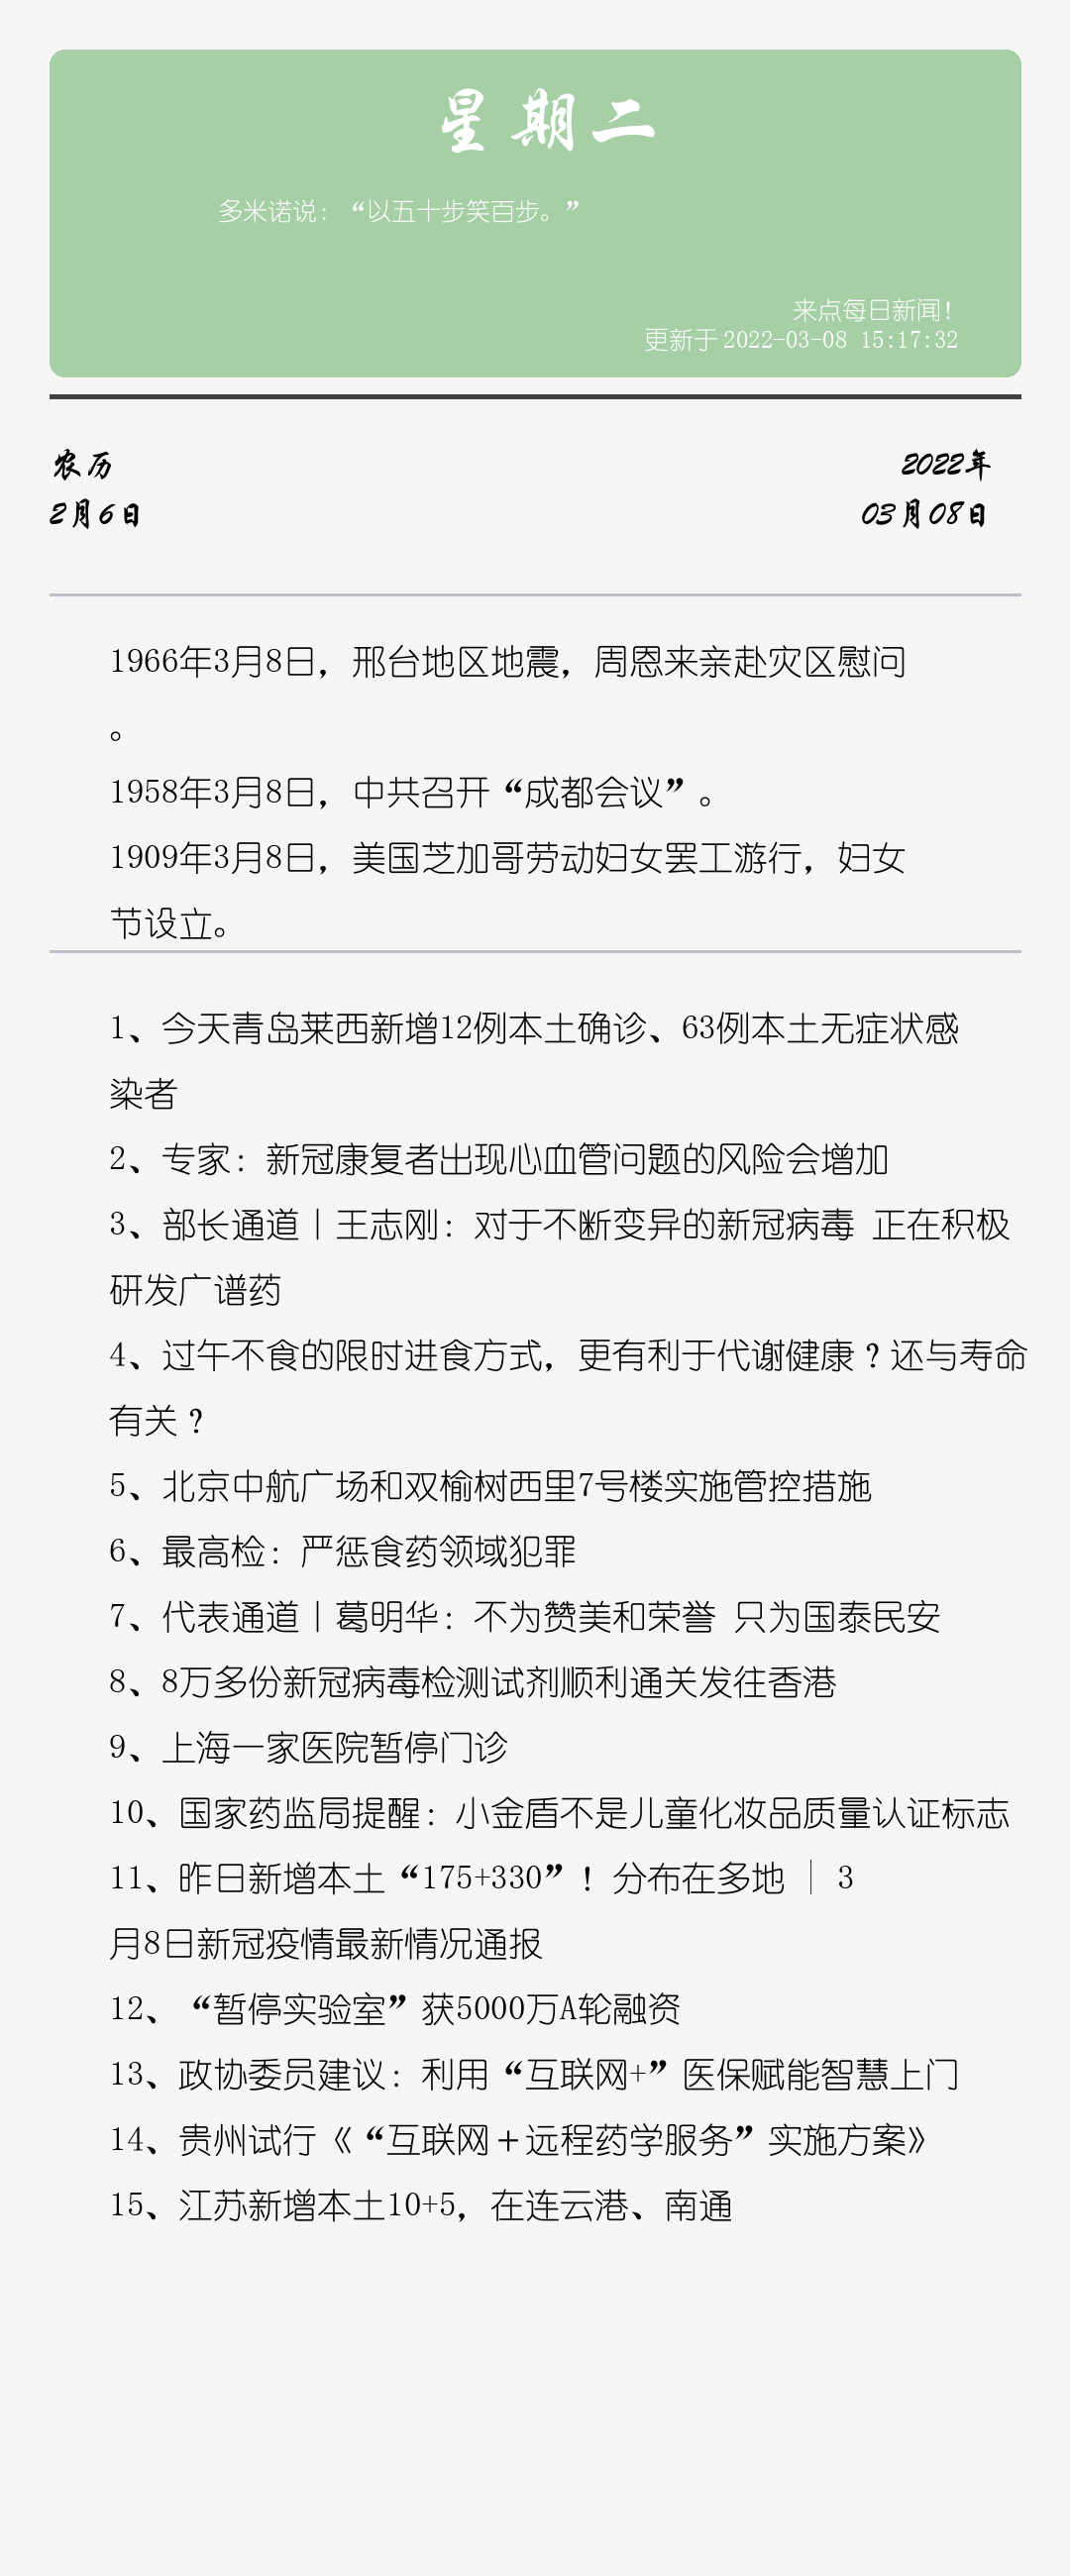 星期二
多米诺说：“以五十步笑百步。”
来点每日新闻！
更新于 2022-03-08 15:17:32
农历
2022年
2月6日
03月08日
1966年3月8日，邢台地区地震，周恩来亲赴灾区慰问
。
1958年3月8日，中共召开“成都会议”。
1909年3月8日，美国芝加哥劳动妇女罢工游行，妇女
节设立。
1、今天青岛莱西新增12例本土确诊、63例本土无症状感
染者
2、专家：新冠康复者出现心血管问题的风险会增加
3、部长通道丨王志刚：对于不断变异的新冠病毒 正在积极
研发广谱药
4、过午不食的限时进食方式，更有利于代谢健康？还与寿命
有关？
5、北京中航广场和双榆树西里7号楼实施管控措施
6、最高检：严惩食药领域犯罪
7、代表通道丨葛明华：不为赞美和荣誉 只为国泰民安
8、8万多份新冠病毒检测试剂顺利通关发往香港
9、上海一家医院暂停门诊
10、国家药监局提醒：小金盾不是儿童化妆品质量认证标志
11、昨日新增本土“175+330”！分布在多地 │ 3
月8日新冠疫情最新情况通报
12、“暂停实验室”获5000万A轮融资
13、政协委员建议：利用“互联网+”医保赋能智慧上门
14、贵州试行《“互联网＋远程药学服务”实施方案》
15、江苏新增本土10+5，在连云港、南通